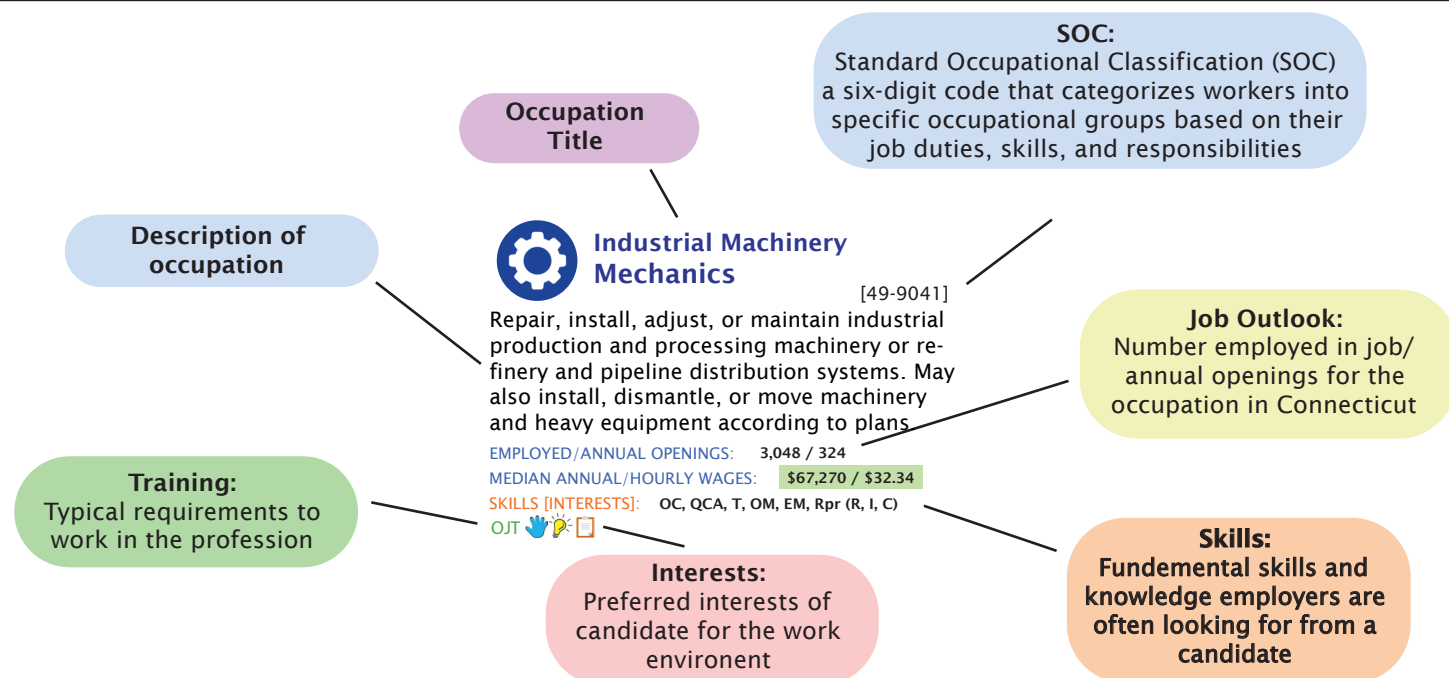 SOC:
Standard Occupational Classification (SOC)
a six-digit code that categorizes workers into
specific occupational groups based on their
job duties, skills, and responsibilities
Occupation
Title
Description of
occupation
Industrial Machinery
Mechanics
[49-9041]
Repair, install, adjust, or maintain industrial
production and processing machinery or re-
finery and pipeline distribution systems. May
also install, dismantle, or move machinery
and heavy equipment according to plans.
EMPLOYED/ANNUAL OPENINGS: 3,048 / 324
MEDIAN ANNUAL/HOURLY WAGES: $67,270 / $32.34
SKILLS [INTERESTS]: OC, QCA, T, OM, EM, Rpr (R, I, C)
OJT
Job Outlook:
Number employed in job/
annual openings for the
occupation in Connecticut
Training:
Typical requirements to
work in the profession
Interests:
Preferred interests of
candidate for the work
environent
Skills:
Fundemental skills and
knowledge employers are
often looking for from a
candidate